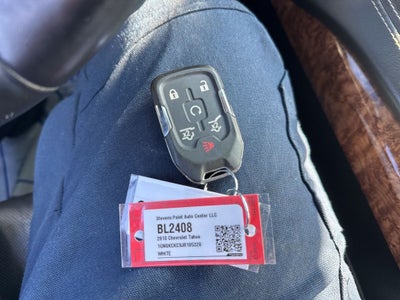 Stevens Point Auto Center LLC
BL2408
2018 Chevrolet Tahoe
WHITE